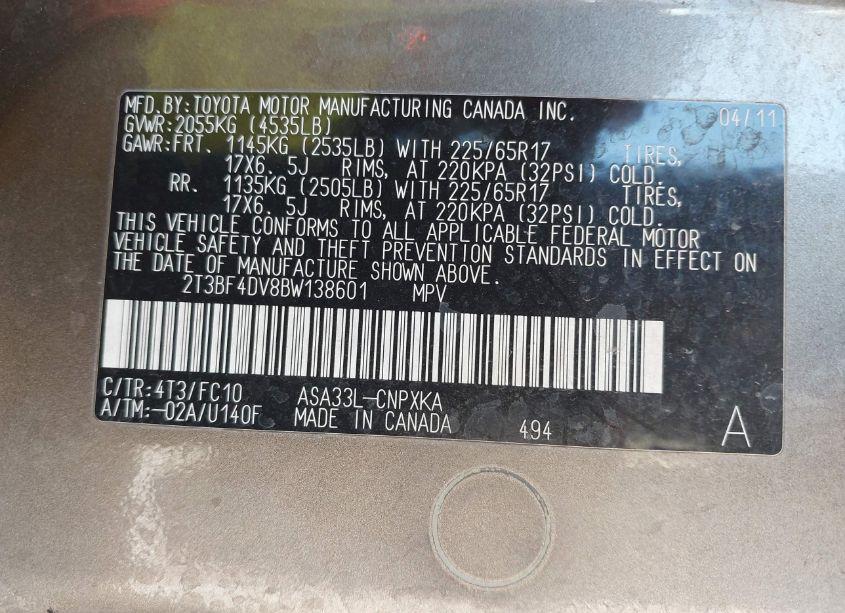 MFD.BY:TOYOTA MOTOR MANUFACTURING CANADA INC. 04/11
GVWR:2055KG (4535LB)
GAWR:FRT. 1145KG (2535LB) WITH 225/65R17 TIRES,
17X6.5J RIMS, AT 220KPA (32PSI) COLD.
RR. 1135KG (2505LB) WITH 225/65R17 TIRES,
17X6.5J RIMS, AT 220KPA (32PSI) COLD.
THIS VEHICLE CONFORMS TO ALL APPLICABLE FEDERAL MOTOR
VEHICLE SAFETY AND THEFT PREVENTION STANDARDS IN EFFECT ON
THE DATE OF MANUFACTURE SHOWN ABOVE.
2T3BF4DV8BW138601 MPV
C/TR:4T3/FC10 ASA33L-CNPXKA
A/TM:-02A/U140F MADE IN CANADA 494 A